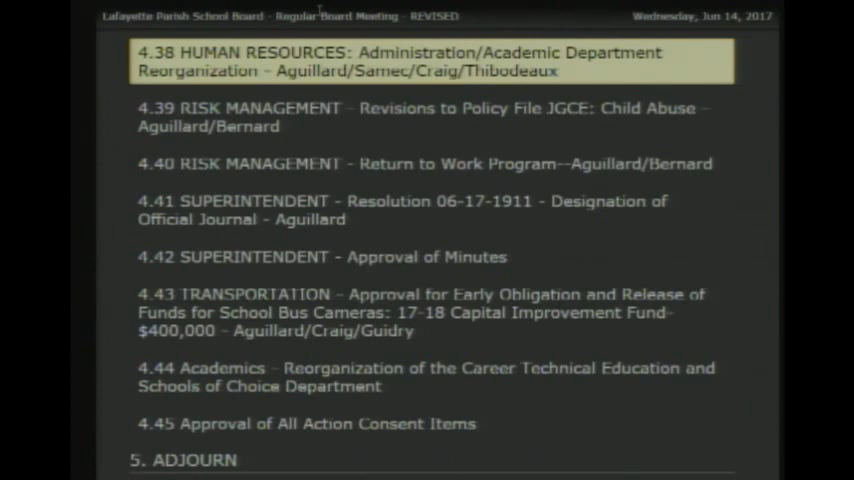 Lafayette Parish School Board - Regular Board Meeting - REVISED
Wednesday, Jun 14, 2017
4.38 HUMAN RESOURCES: Administration/Academic Department
Reorganization - Aguillard/Samec/Craig/Thibodeaux
4.39 RISK MANAGEMENT - Revisions to Policy File JGCE: Child Abuse -
Aguillard/Bernard
4.40 RISK MANAGEMENT - Return to Work Program--Aguillard/Bernard
4.41 SUPERINTENDENT - Resolution 06-17-1911 - Designation of
Official Journal - Aguillard
4.42 SUPERINTENDENT - Approval of Minutes
4.43 TRANSPORTATION - Approval for Early Obligation and Release of
Funds for School Bus Cameras: 17-18 Capital Improvement Fund-
$400,000 - Aguillard/Craig/Guidry
4.44 Academics - Reorganization of the Career Technical Education and
Schools of Choice Department
4.45 Approval of All Action Consent Items
5. ADJOURN